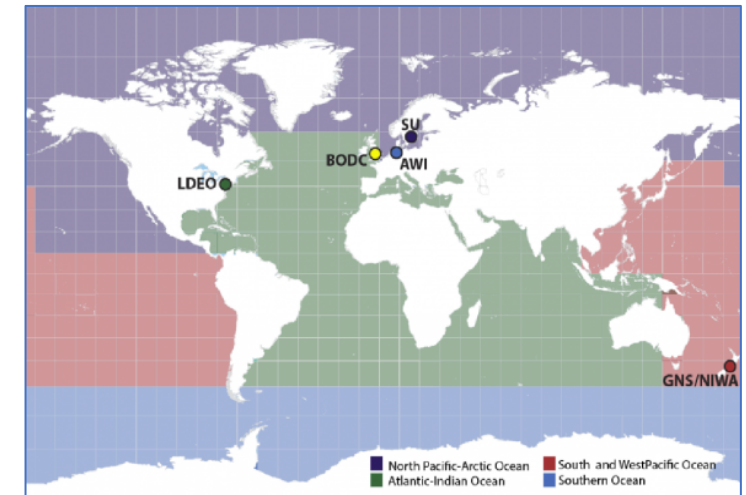 SU
BODC
AWI
LDEO
GNS/NIWA
North Pacific-Arctic Ocean
South and WestPacific Ocean
Atlantic-Indian Ocean
Southern Ocean